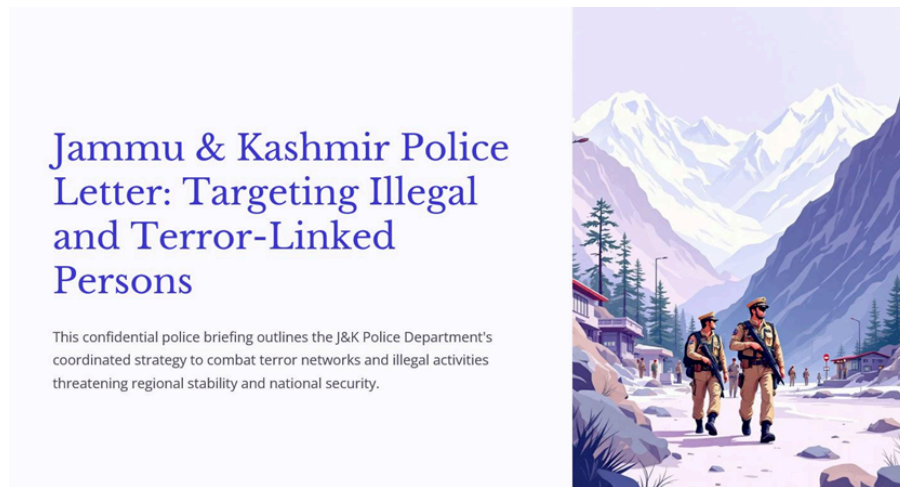 Jammu & Kashmir Police
Letter: Targeting Illegal
and Terror-Linked
Persons
This confidential police briefing outlines the J&K Police Department's
coordinated strategy to combat terror networks and illegal activities
threatening regional stability and national security.